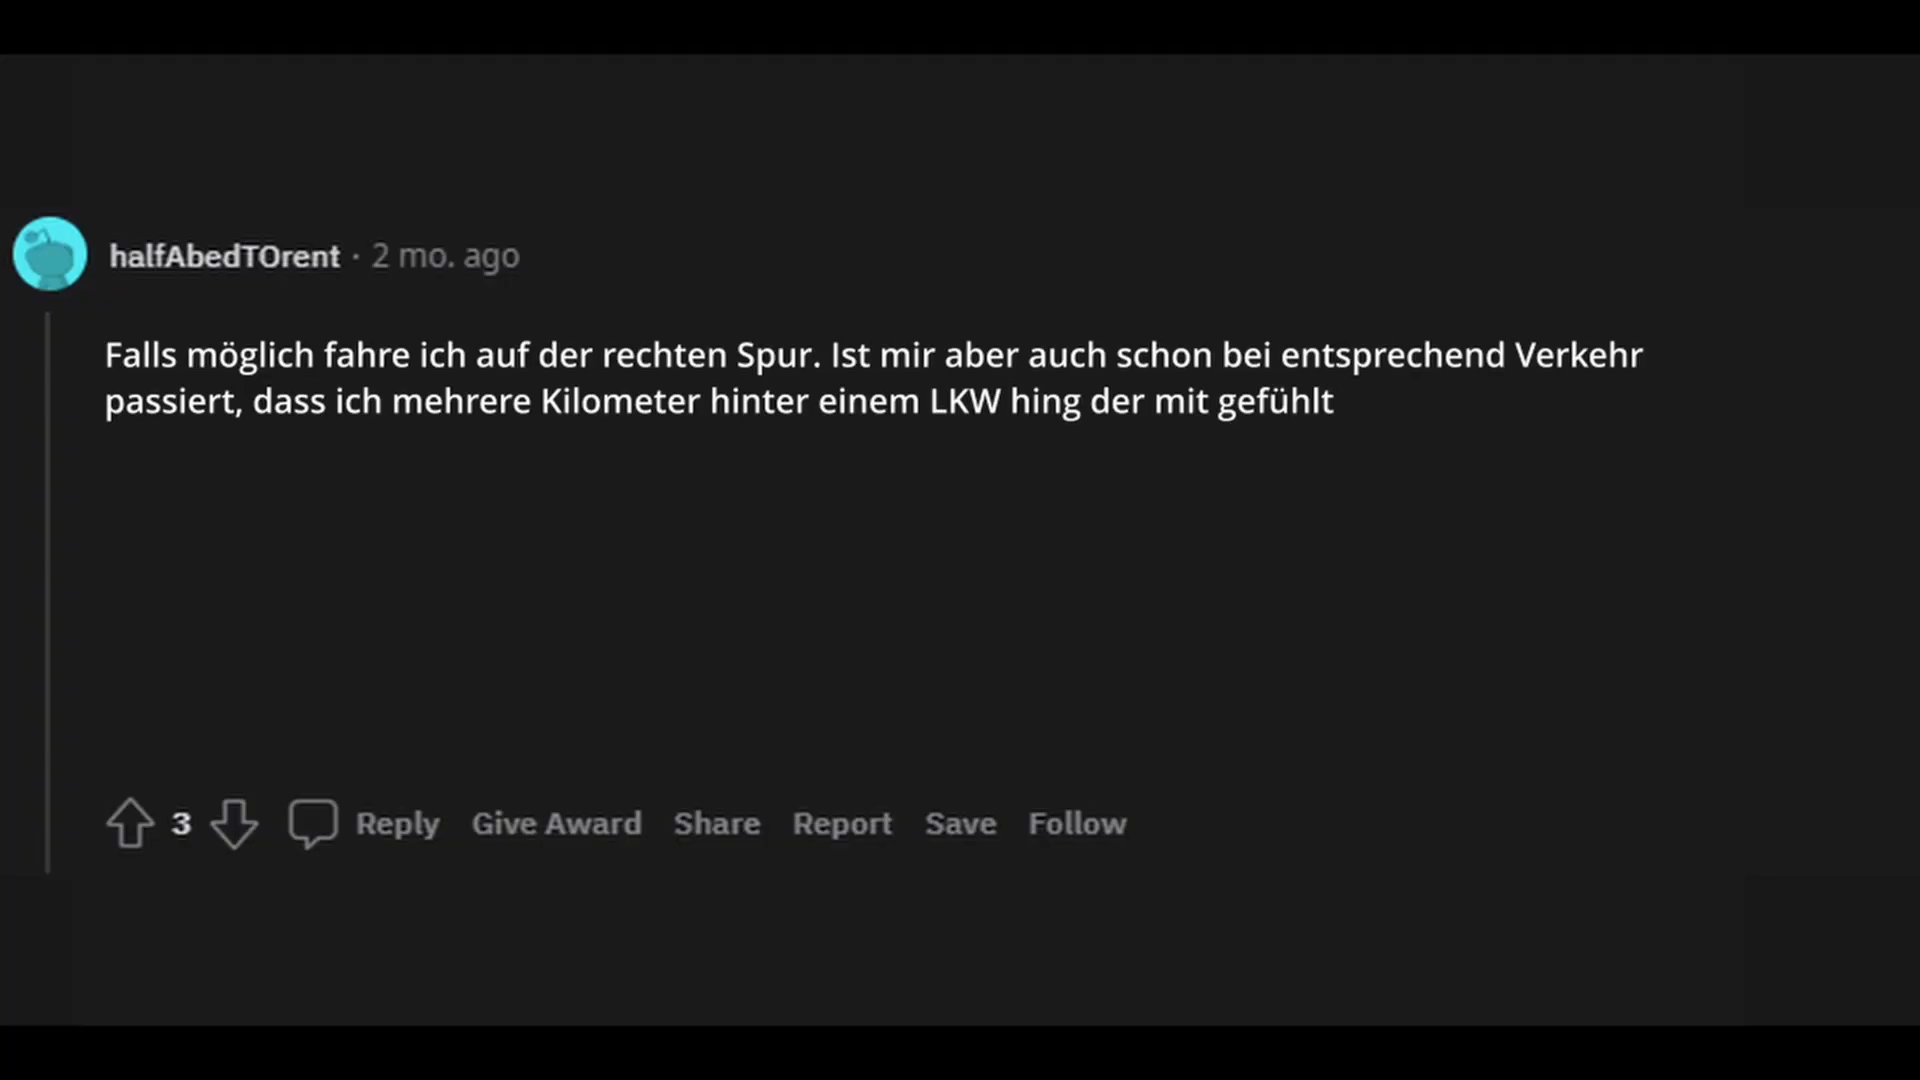 halfAbedTOrent · 2 mo. ago
Falls möglich fahre ich auf der rechten Spur. Ist mir aber auch schon bei entsprechend Verkehr
passiert, dass ich mehrere Kilometer hinter einem LKW hing der mit gefühlt
3 Reply Give Award Share Report Save Follow